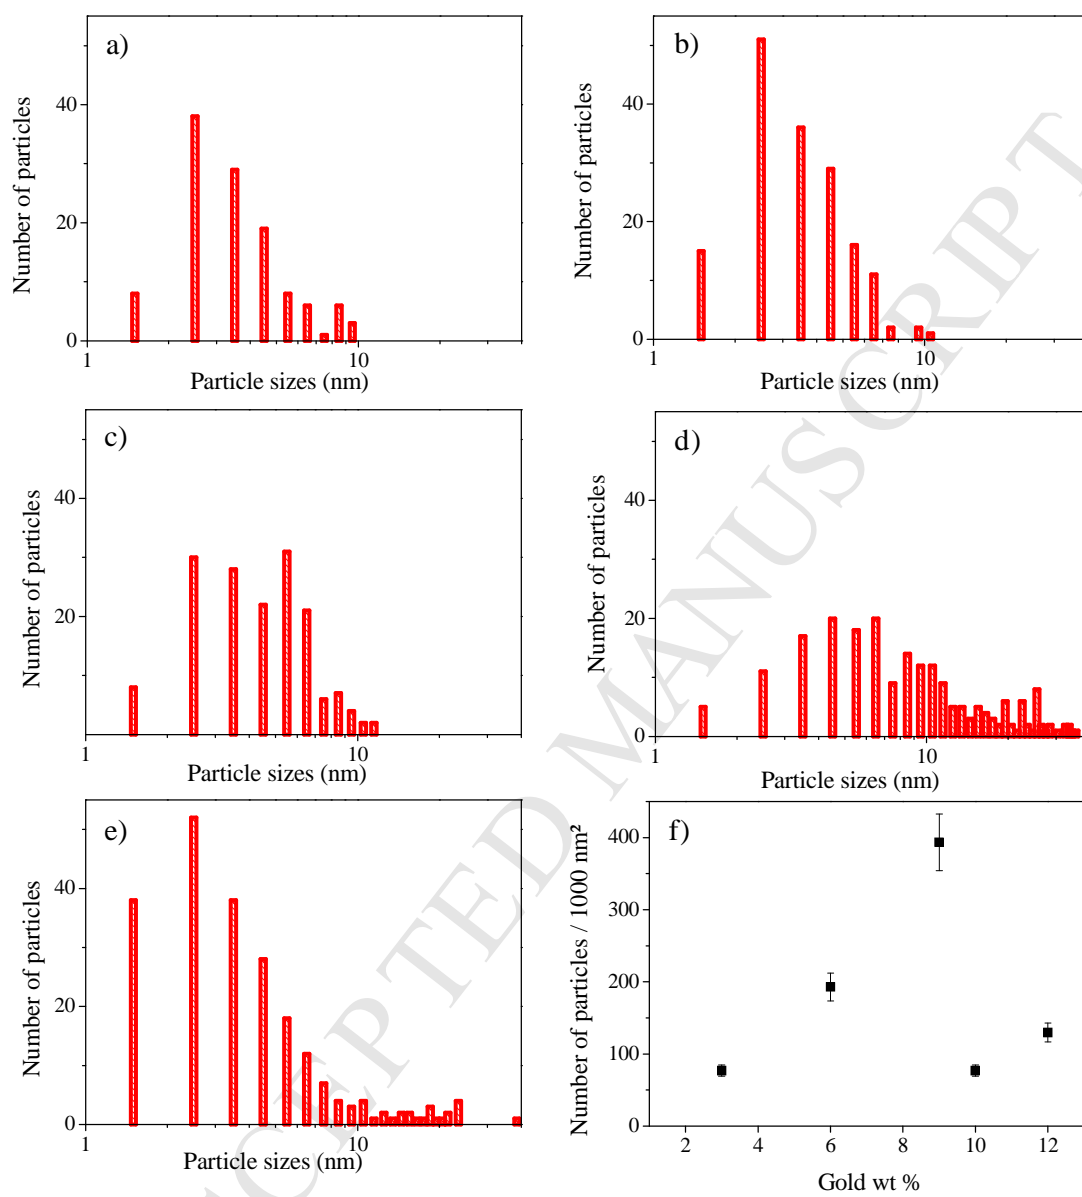 a)
Number of particles
40
20
0
1
10
Particle sizes (nm)
b)
Number of particles
40
20
0
1
10
Particle sizes (nm)
c)
Number of particles
40
20
1
10
Particle sizes (nm)
d)
Number of particles
40
20
0
1
10
Particle sizes (nm)
e)
Number of particles
40
20
0
1
10
Particle sizes (nm)
f)
Number of particles / 1000 nm²
400
300
200
100
0
2
4
6
8
10
12
Gold wt %
CEPTED MANUSCRIPT